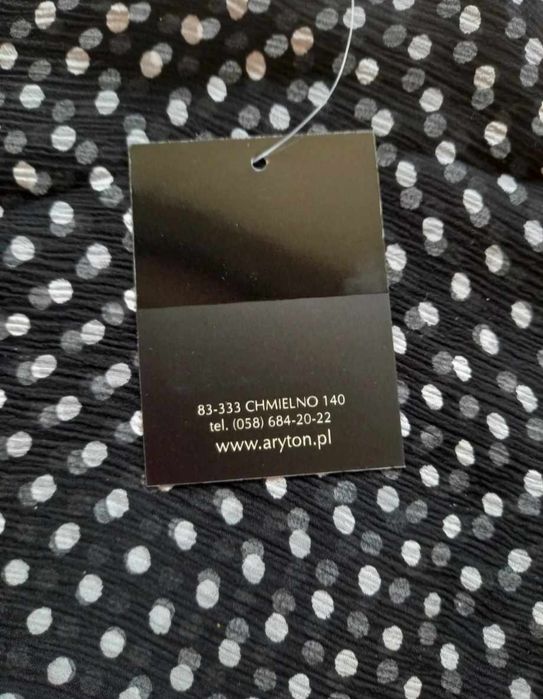 83-333 CHMIELNO 140
tel. (058) 684-20-22
www.aryton.pl